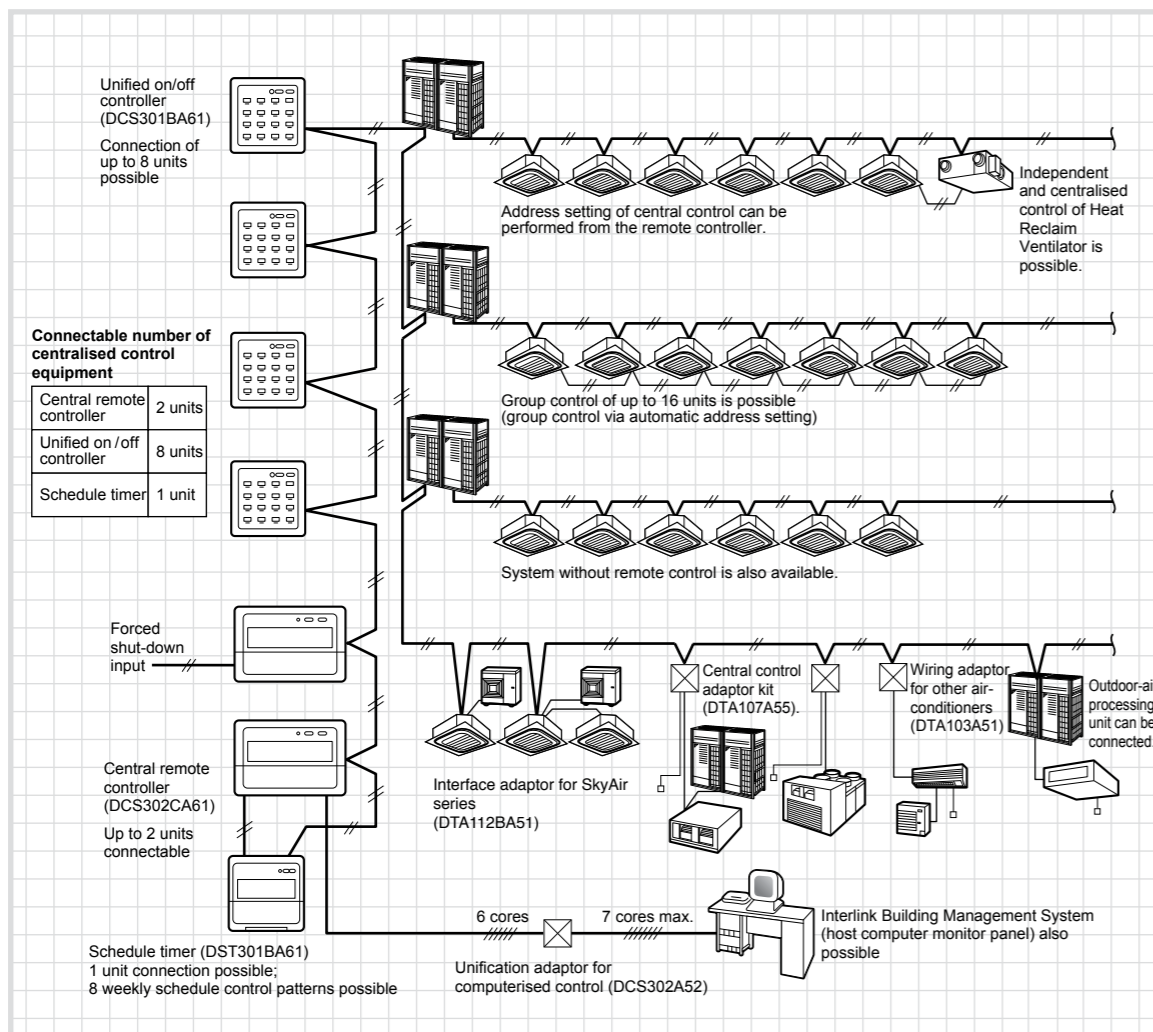 Unified on/off
controller
(DCS301BA61)
Connection of
up to 8 units
possible
Address setting of central control can be
performed from the remote controller.
Independent
and centralised
control of Heat
Reclaim
Ventilator is
possible.
Connectable number of
centralised control
equipment
Central remote
controller
2 units
Unified on/off
controller
8 units
Schedule timer
1 unit
Group control of up to 16 units is possible
(group control via automatic address setting)
System without remote control is also available.
Forced
shut-down
input
Central remote
controller
(DCS302CA61)
Up to 2 units
connectable
Interface adaptor for SkyAir
series
(DTA112BA51)
Central control
adaptor kit
(DTA107A55).
Wiring adaptor
for other air-
conditioners
(DTA103A51)
Outdoor-ai
processing
unit can be
connected
Schedule timer (DST301BA61)
1 unit connection possible;
8 weekly schedule control patterns possible
6 cores
7 cores max.
Unification adaptor for
computerised control (DCS302A52)
Interlink Building Management System
(host computer monitor panel) also
possible